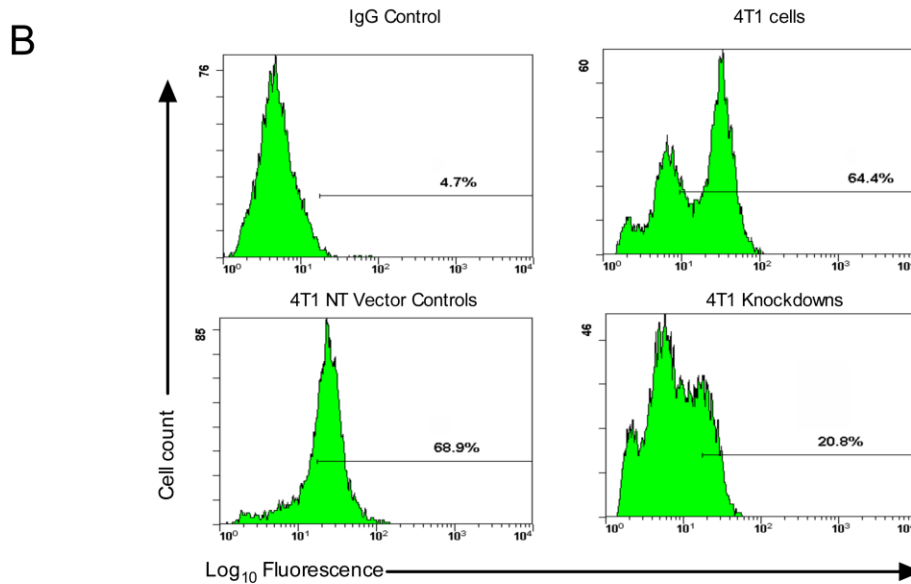 B
IgG Control
4T1 cells
76
4.7%
10⁰ 10¹ 10² 10³ 10⁴
60
64.4%
10⁰ 10¹ 10² 10³
4T1 NT Vector Controls
4T1 Knockdowns
85
68.9%
10⁰ 10¹ 10² 10³ 10⁴
46
20.8%
10⁰ 10¹ 10² 10³
Cell count
Log₁₀ Fluorescence